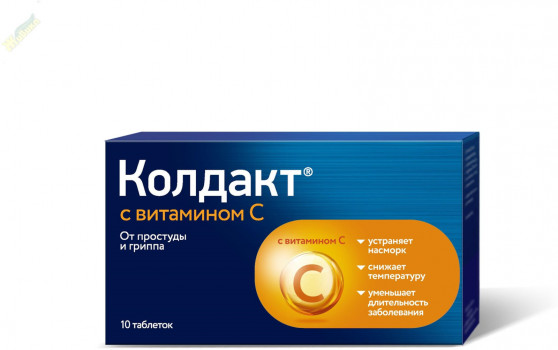 Колдакт®
с витамином С
От простуды
и гриппа
с витамином С
С
устраняет
насморк
снижает
температуру
уменьшает
длительность
заболевания
10 таблеток